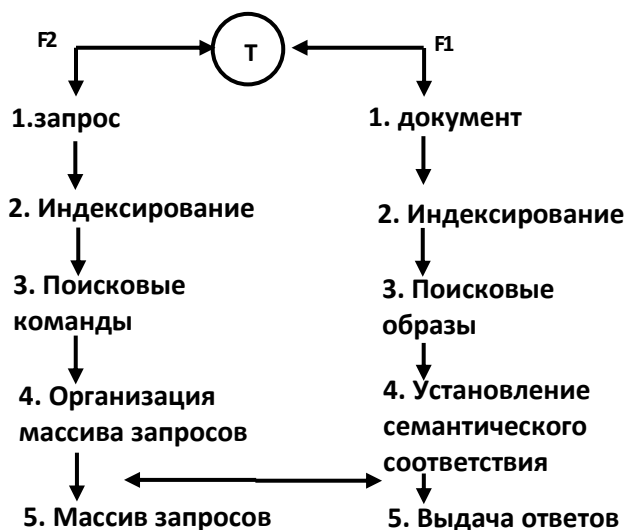 F2
T
F1
1.запрос
2. Индексирование
3. Поисковые
команды
4. Организация
массива запросов
5. Массив запросов
1. документ
2. Индексирование
3. Поисковые
образы
4. Установление
семантического
соответствия
5. Выдача ответов